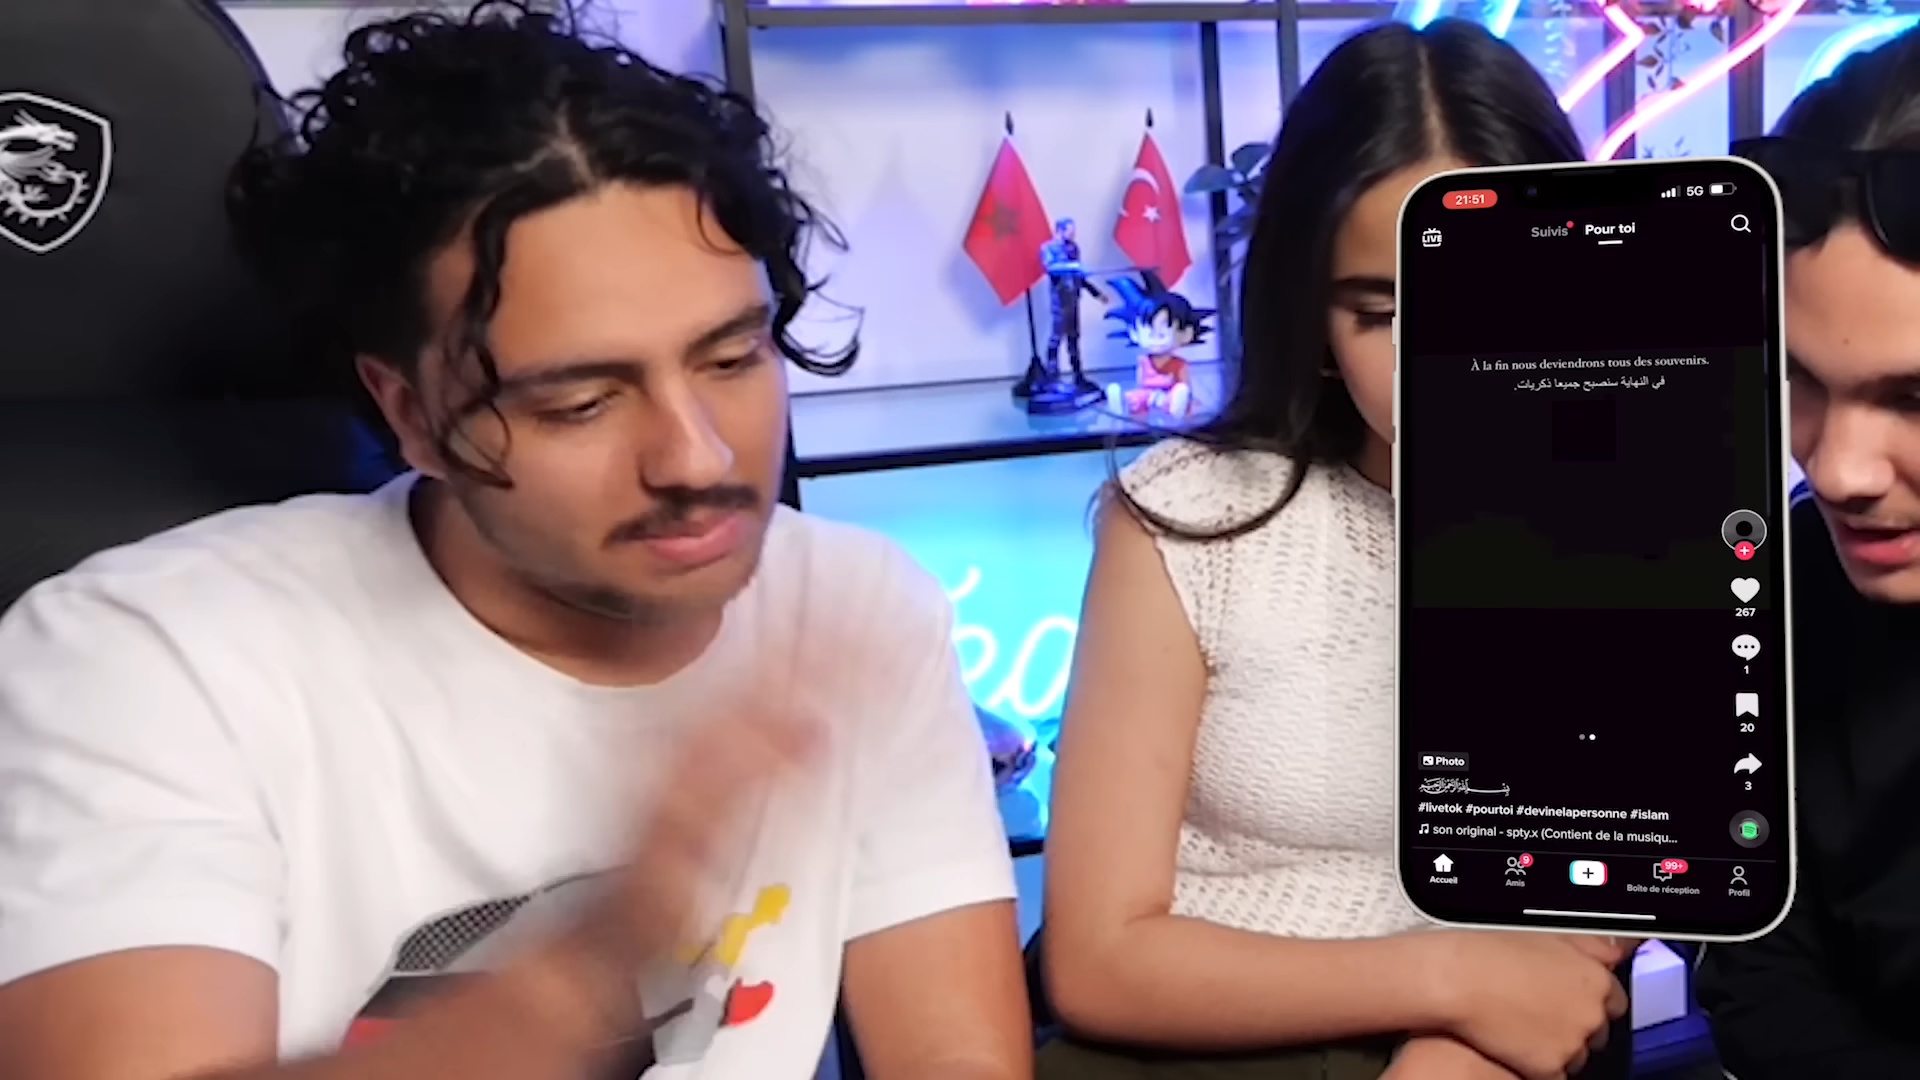 21:51
5G
LIVE
Suivis
Pour toi
À la fin nous deviendrons tous des souvenirs.
في النهاية سنصبح جميعا ذكريات.
267
1
20
3
Photo
#livetok #pourtoi #devinelapersonne #islam
son original - spty.x (Contient de la musiqu...
9
99+
Accueil
Amis
Boîte de réception
Profil